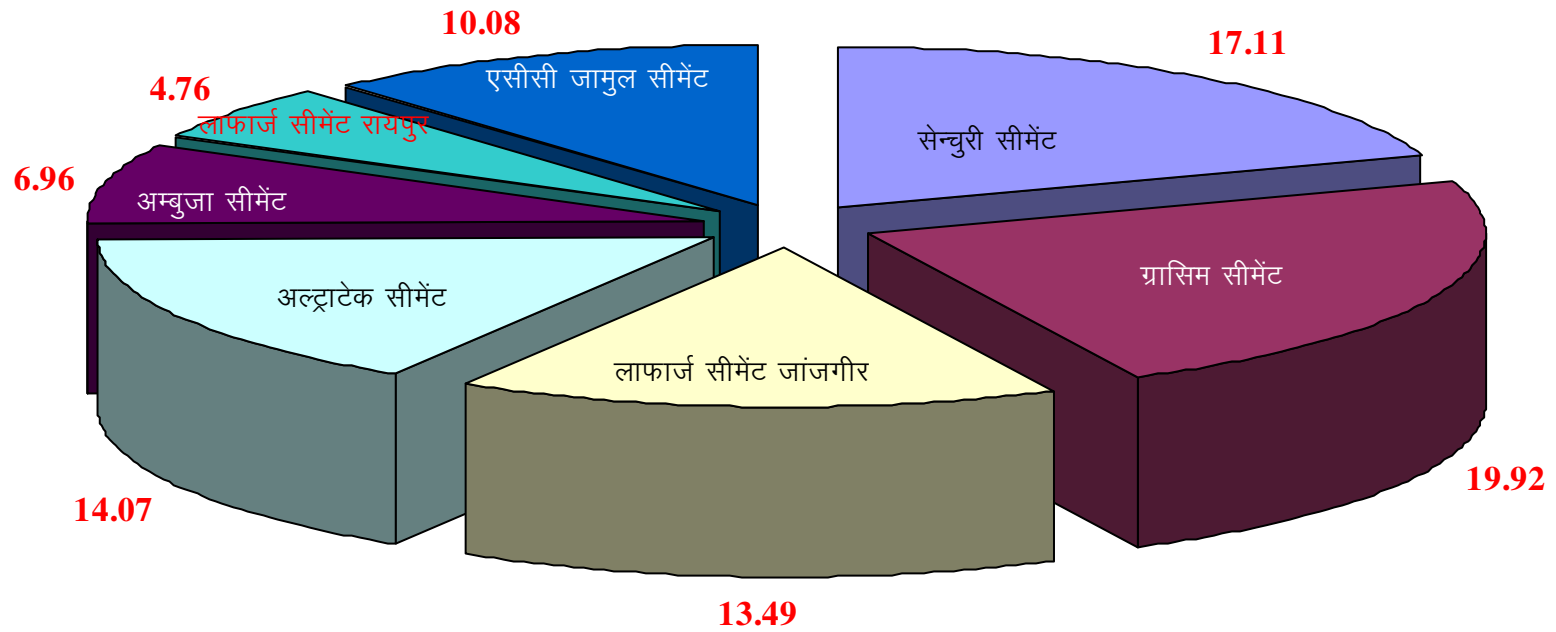 10.08
17.11
एसीसी जामुल सीमेंट
4.76
लाफार्ज सीमेंट रायपुर
सेन्चुरी सीमेंट
6.96
अम्बुजा सीमेंट
ग्रासिम सीमेंट
अल्ट्राटेक सीमेंट
लाफार्ज सीमेंट जांजगीर
19.92
14.07
13.49